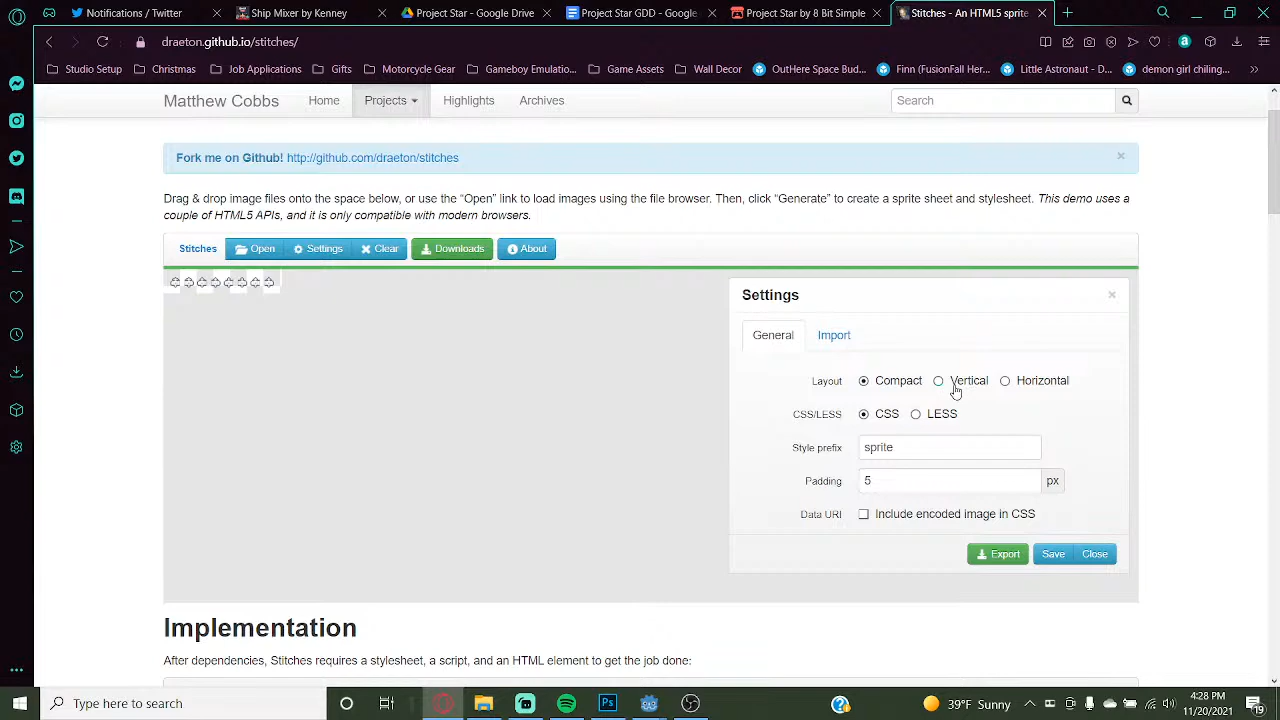 Notifications / Twitter
Ship Mixer by Kenney
Project Star - Google Drive
Project Star GDD - Google
Project Star by 8 Bit Simple
Stitches - An HTML5 sprite
draeton.github.io/stitches/
Studio Setup
Christmas
Job Applications
Gifts
Motorcycle Gear
Gameboy Emulatio...
Game Assets
Wall Decor
OutHere Space Bud...
Finn (FusionFall Her...
Little Astronaut - D...
demon girl chiling...
Matthew Cobbs
Home
Projects
Highlights
Archives
Search
Fork me on Github! http://github.com/draeton/stitches
Drag & drop image files onto the space below, or use the “Open” link to load images using the file browser. Then, click “Generate” to create a sprite sheet and stylesheet. This demo uses a
couple of HTML5 APIs, and it is only compatible with modern browsers.
Stitches
Open
Settings
Clear
Downloads
About
Settings
General
Import
Layout
Compact
Vertical
Horizontal
CSS/LESS
CSS
LESS
Style prefix
sprite
Padding
5
px
Data URI
Include encoded image in CSS
Export
Save
Close
Implementation
After dependencies, Stitches requires a stylesheet, a script, and an HTML element to get the job done:
Type here to search
Ps
39°F Sunny
4:28 PM
11/20/2021
19